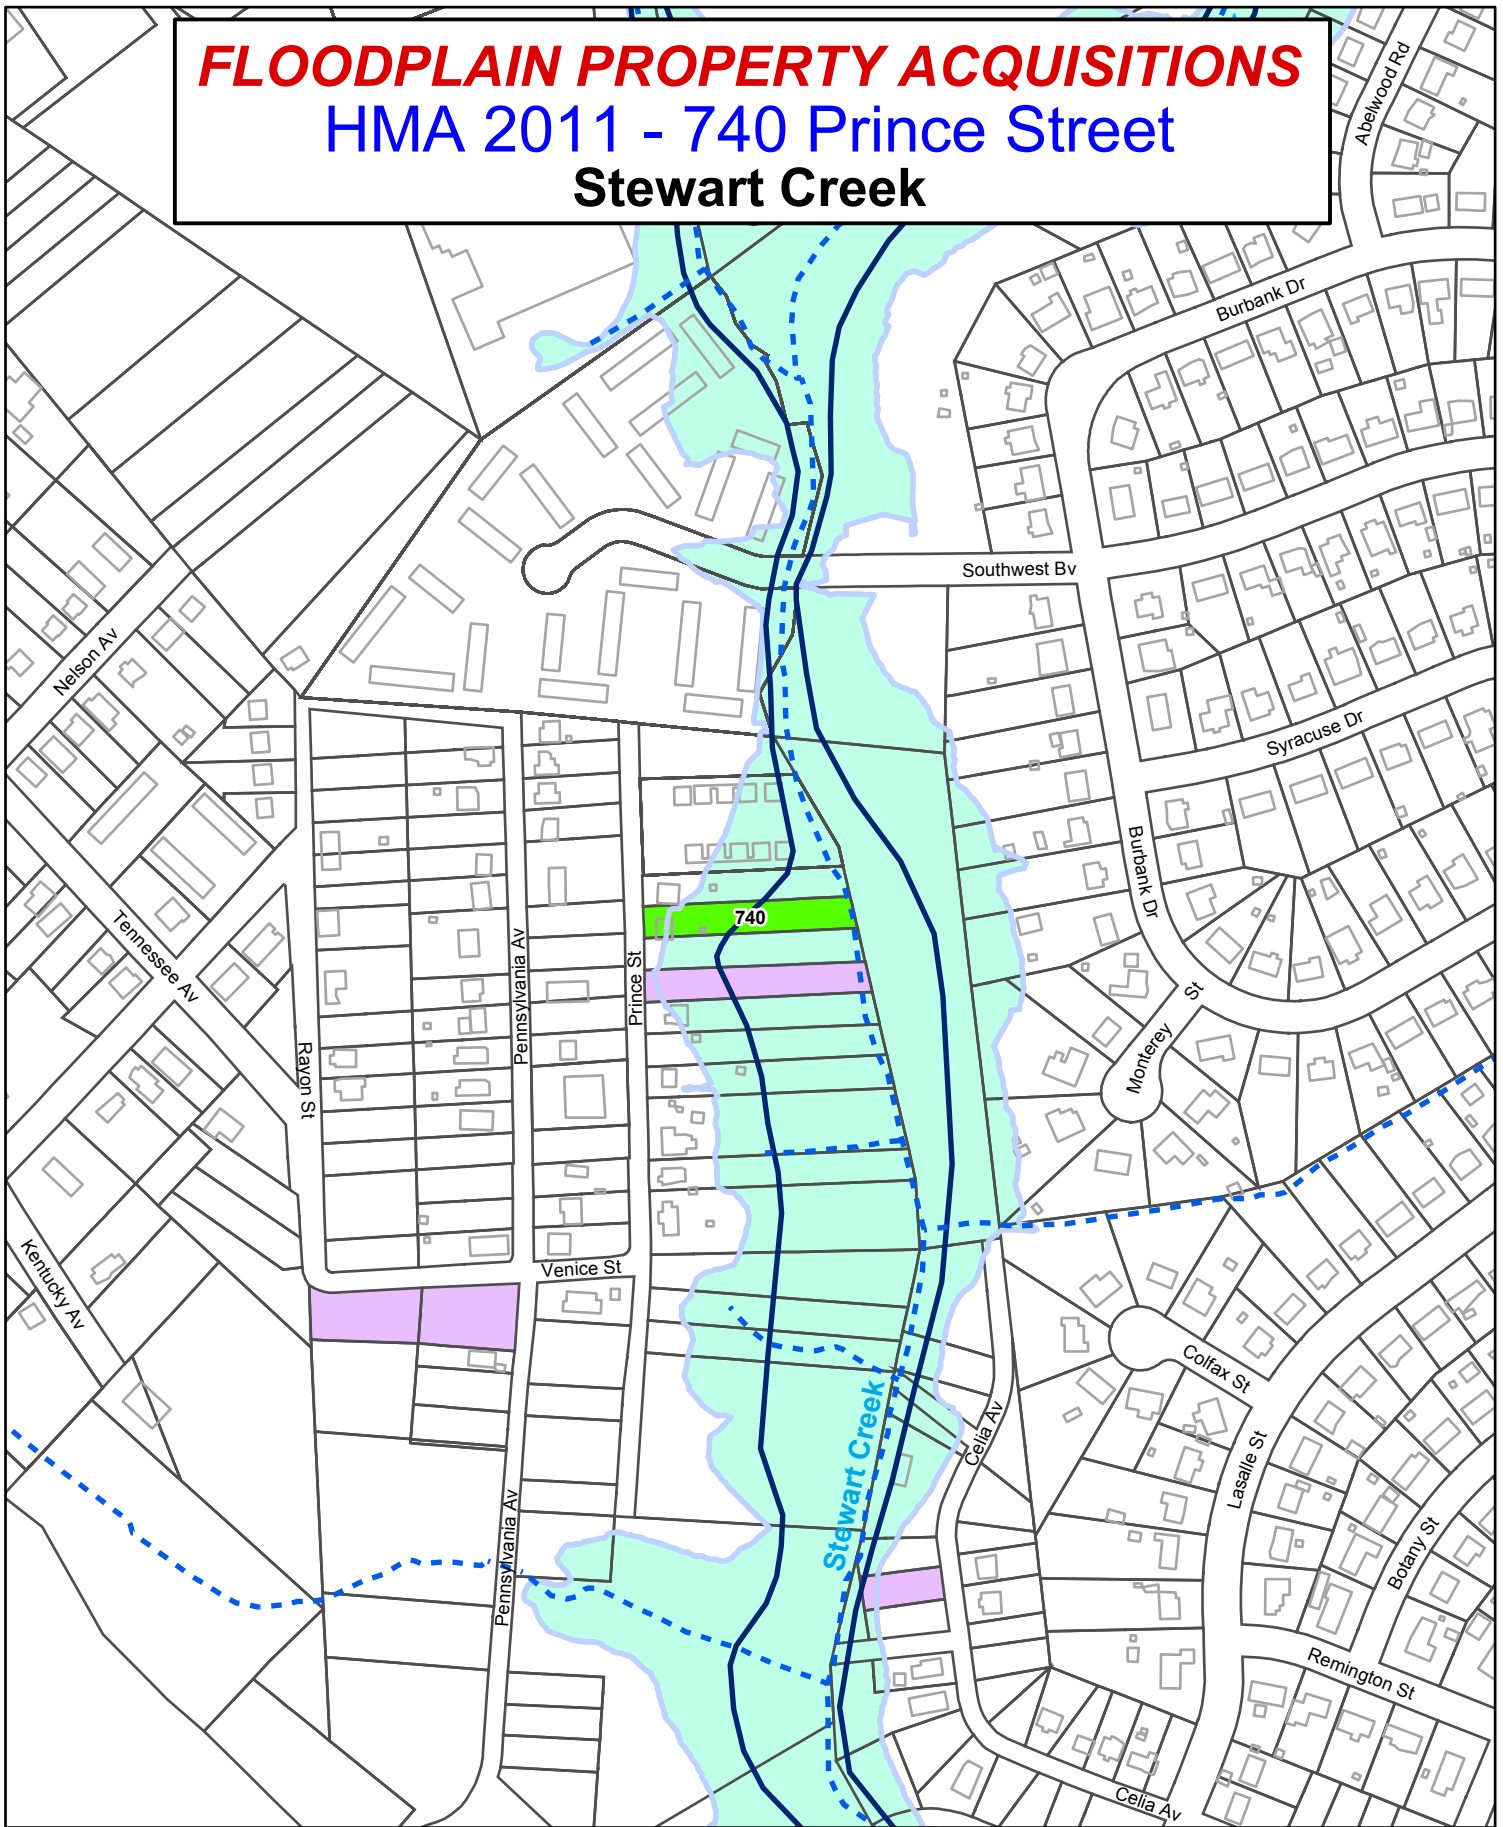 FLOODPLAIN PROPERTY ACQUISITIONS
HMA 2011 - 740 Prince Street
Stewart Creek
Abelwood Rd
Burbank Dr
Southwest Bv
Nelson Av
Syracuse Dr
Burbank Dr
740
Tennessee Av
Pennsylvania Av
Prince St
Monterey St
Rayon St
Kentucky Av
Venice St
Colfax St
Stewart Creek
Celia Av
Lasalle St
Pennsylvania Av
Botany St
Remington St
Celia Av